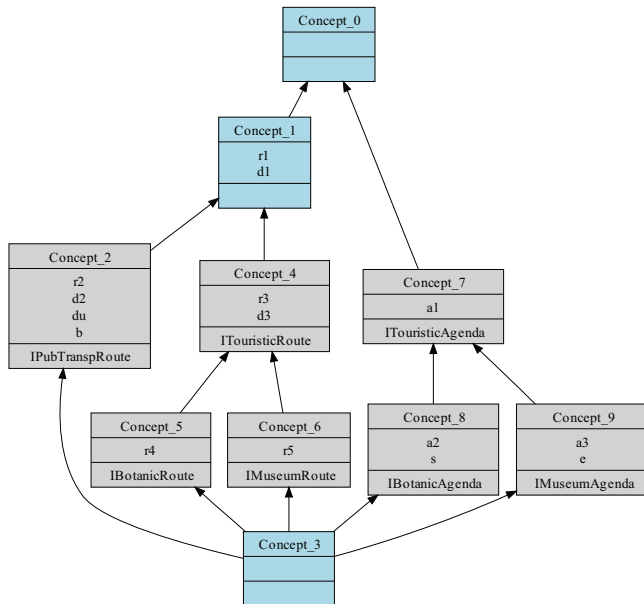 Concept_0
Concept_1
r1
d1
Concept_2
r2
d2
du
b
IPubTranspRoute
Concept_4
r3
d3
ITouristicRoute
Concept_7
a1
ITouristicAgenda
Concept_5
r4
IBotanicRoute
Concept_6
r5
IMuseumRoute
Concept_8
a2
s
IBotanicAgenda
Concept_9
a3
e
IMuseumAgenda
Concept_3